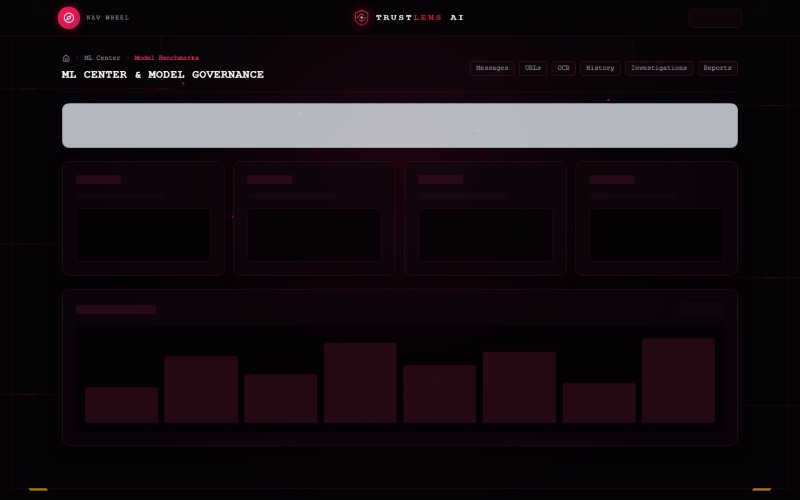 NAV WHEEL
TRUSTLENS AI
ML Center > Model Benchmarks
ML CENTER & MODEL GOVERNANCE
Messages URLs OCR History Investigations Reports